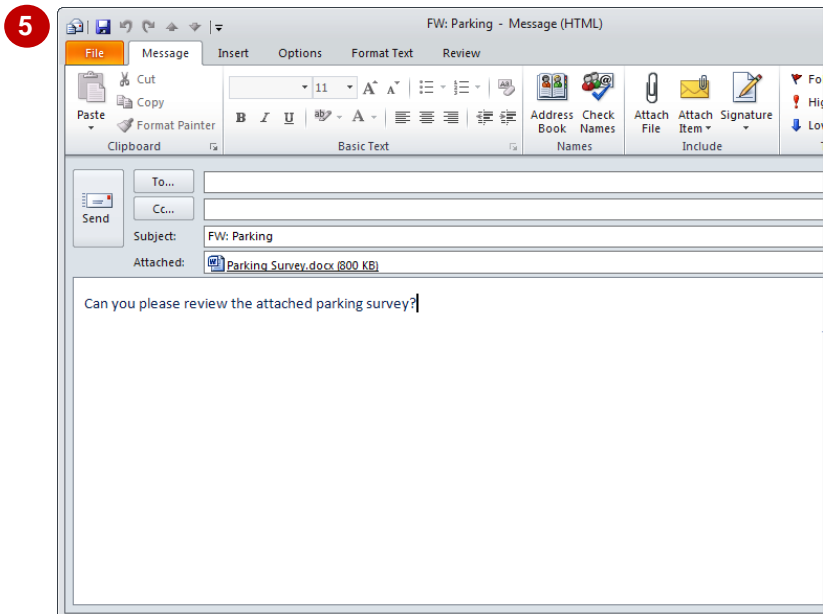 5
FW: Parking - Message (HTML)
File Message Insert Options Format Text Review
Paste
Cut
Copy
Format Painter
Clipboard
11
A A
B I U ab A
Basic Text
Address Book
Check Names
Names
Attach File
Attach Item
Signature
Include
Fo
Hig
Lo
Send
To...
Cc...
Subject: FW: Parking
Attached: Parking Survey.docx (800 KB)
Can you please review the attached parking survey?